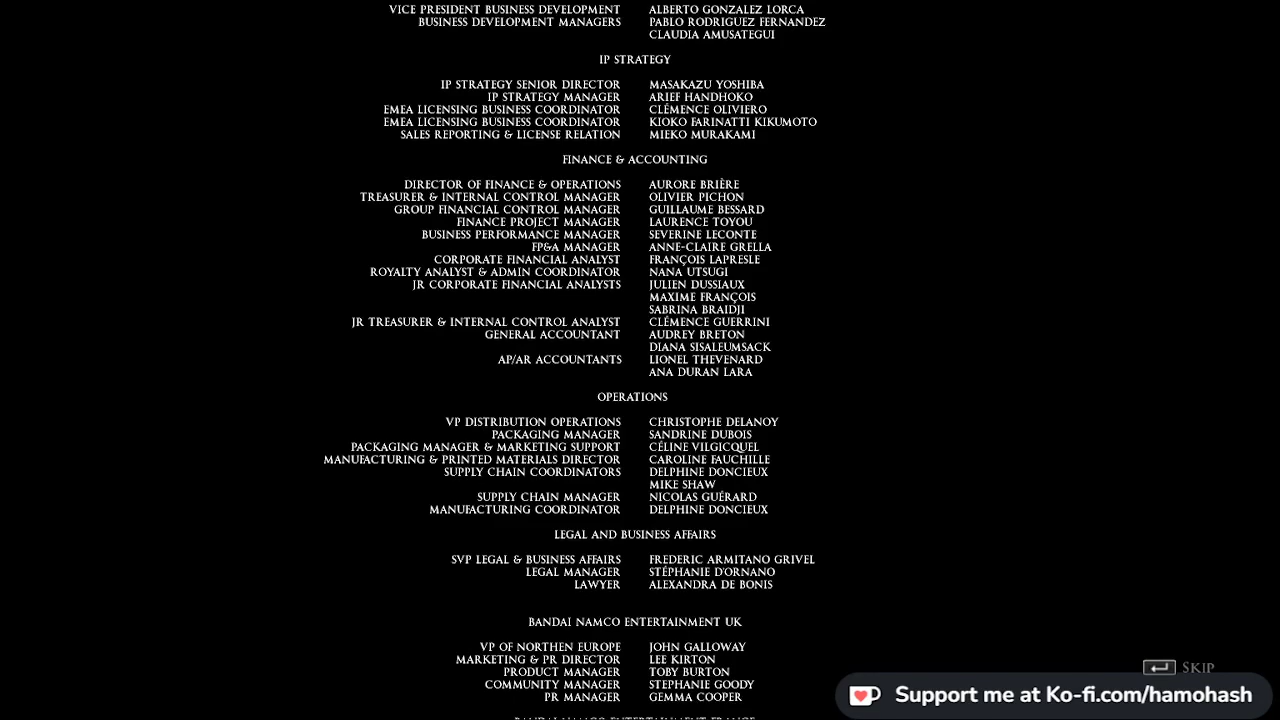 VICE PRESIDENT BUSINESS DEVELOPMENT ALBERTO GONZALEZ LORCA
BUSINESS DEVELOPMENT MANAGERS PABLO RODRIGUEZ FERNANDEZ
CLAUDIA AMUSATEGUI
IP STRATEGY
IP STRATEGY SENIOR DIRECTOR MASAKAZU YOSHIBA
IP STRATEGY MANAGER ARIEF HANDHOKO
EMEA LICENSING BUSINESS COORDINATOR CLÉMENCE OLIVIERO
EMEA LICENSING BUSINESS COORDINATOR KIOKO FARINATTI KIKUMOTO
SALES REPORTING & LICENSE RELATION MIEKO MURAKAMI
FINANCE & ACCOUNTING
DIRECTOR OF FINANCE & OPERATIONS AURORE BRIÈRE
TREASURER & INTERNAL CONTROL MANAGER OLIVIER PICHON
GROUP FINANCIAL CONTROL MANAGER GUILLAUME BESSARD
FINANCE PROJECT MANAGER LAURENCE TOYOU
BUSINESS PERFORMANCE MANAGER SEVERINE LECONTE
FP&A MANAGER ANNE-CLAIRE GRELLA
CORPORATE FINANCIAL ANALYST FRANÇOIS LAPRESLE
ROYALTY ANALYST & ADMIN COORDINATOR NANA UTSUGI
JR CORPORATE FINANCIAL ANALYSTS JULIEN DUSSIAUX
MAXIME FRANÇOIS
SABRINA BRAIDJI
JR TREASURER & INTERNAL CONTROL ANALYST CLÉMENCE GUERRINI
GENERAL ACCOUNTANT AUDREY BRETON
DIANA SISALEUMSACK
AP/AR ACCOUNTANTS LIONEL THEVENARD
ANA DURAN LARA
OPERATIONS
VP DISTRIBUTION OPERATIONS CHRISTOPHE DELANOY
PACKAGING MANAGER SANDRINE DUBOIS
PACKAGING MANAGER & MARKETING SUPPORT CÉLINE VILGICQUEL
MANUFACTURING & PRINTED MATERIALS DIRECTOR CAROLINE FAUCHILLE
SUPPLY CHAIN COORDINATORS DELPHINE DONCIEUX
MIKE SHAW
SUPPLY CHAIN MANAGER NICOLAS GUÉRARD
MANUFACTURING COORDINATOR DELPHINE DONCIEUX
LEGAL AND BUSINESS AFFAIRS
SVP LEGAL & BUSINESS AFFAIRS FREDERIC ARMITANO GRIVEL
LEGAL MANAGER STÉPHANIE D'ORNANO
LAWYER ALEXANDRA DE BONIS
BANDAI NAMCO ENTERTAINMENT UK
VP OF NORTHEN EUROPE JOHN GALLOWAY
MARKETING & PR DIRECTOR LEE KIRTON
PRODUCT MANAGER TOBY BURTON
COMMUNITY MANAGER STEPHANIE GOODY
PR MANAGER GEMMA COOPER
BANDAI NAMCO ENTERTAINMENT FRANCE
SKIP
Support me at Ko-fi.com/hamohash